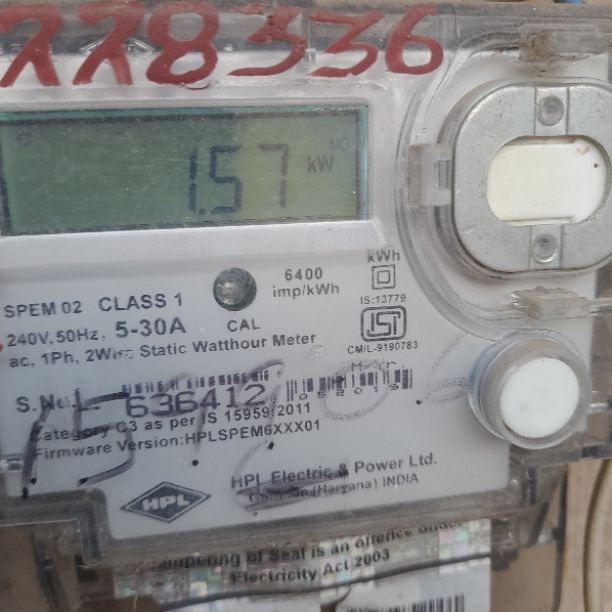 228336
MD
1.57 kW
kWh
6400
imp/kWh
IS:13779
SPEM 02 CLASS 1
CAL
240V, 50Hz, 5-30A
ac, 1Ph, 2Wire Static Watthour Meter
CM/L-9190783
S.No. 636412
Category C3 as per IS 15959:2011
Firmware Version:HPLSPEM6XXX01
HPL
HPL Electric & Power Ltd.
(Haryana) INDIA
of Seal is an offence under
Electricity Act 2003